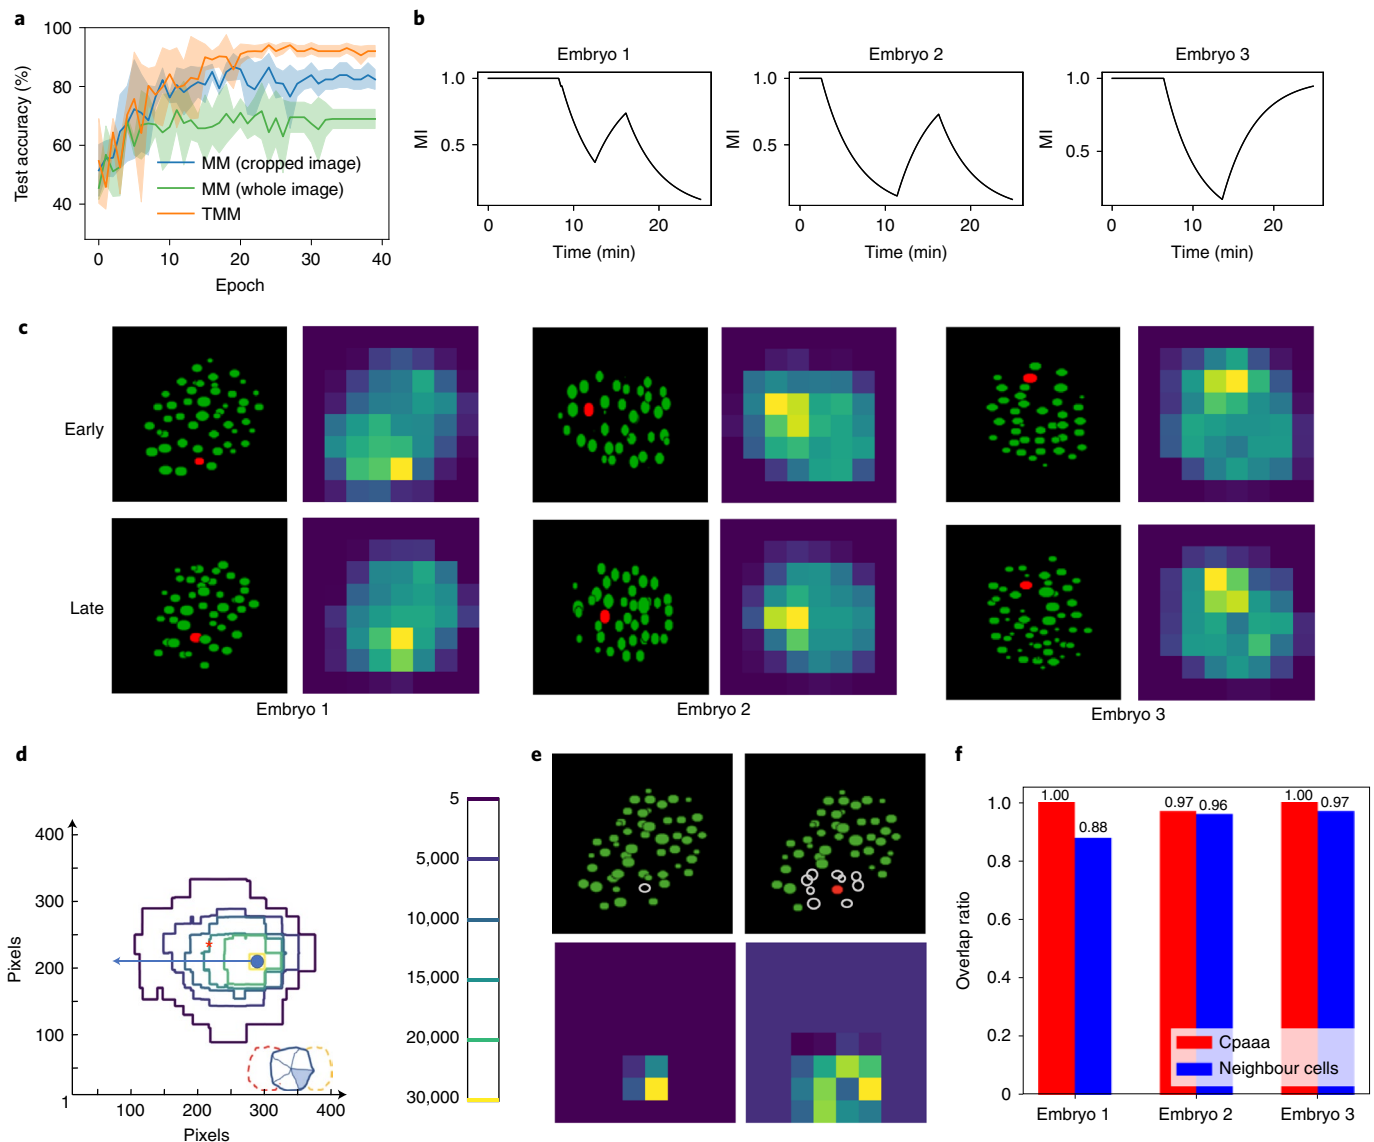 a
100
80
60
40
Test accuracy (%)
MM (cropped image)
MM (whole image)
TMM
0
10
20
30
40
Epoch
b
Embryo 1
1.0
0.5
MI
0
10
20
Time (min)
Embryo 2
1.0
0.5
MI
0
10
20
Time (min)
Embryo 3
1.0
0.5
MI
0
10
20
Time (min)
c
Early
Late
Embryo 1
Embryo 2
Embryo 3
d
400
300
200
100
1
Pixels
100
200
300
400
Pixels
5
5,000
10,000
15,000
20,000
30,000
e
f
1.0
0.8
0.6
0.4
0.2
0
Overlap ratio
1.00
0.88
0.97
0.96
1.00
0.97
Cpaaa
Neighbour cells
Embryo 1
Embryo 2
Embryo 3